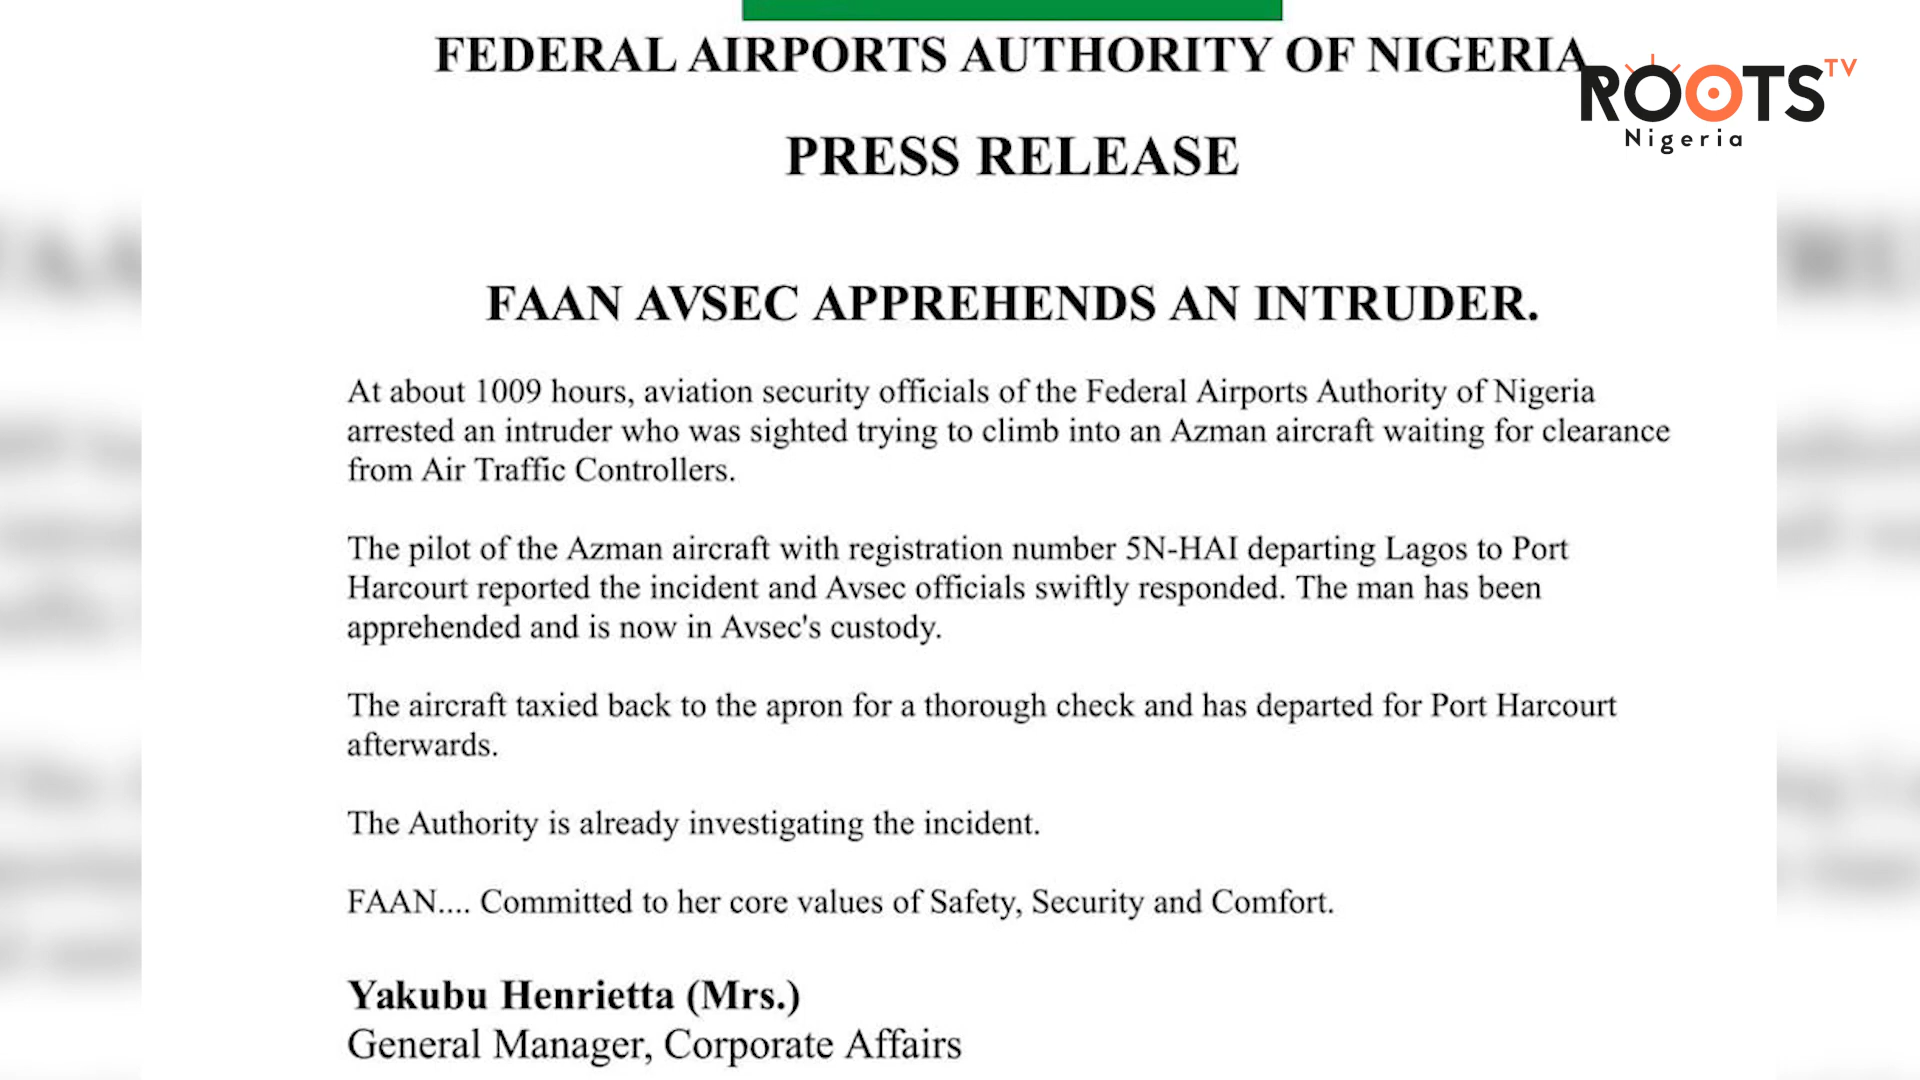 FEDERAL AIRPORTS AUTHORITY OF NIGERIA
ROOTS TV
Nigeria
PRESS RELEASE
FAAN AVSEC APPREHENDS AN INTRUDER.
At about 1009 hours, aviation security officials of the Federal Airports Authority of Nigeria
arrested an intruder who was sighted trying to climb into an Azman aircraft waiting for clearance
from Air Traffic Controllers.
The pilot of the Azman aircraft with registration number 5N-HAI departing Lagos to Port
Harcourt reported the incident and Avsec officials swiftly responded. The man has been
apprehended and is now in Avsec's custody.
The aircraft taxied back to the apron for a thorough check and has departed for Port Harcourt
afterwards.
The Authority is already investigating the incident.
FAAN.... Committed to her core values of Safety, Security and Comfort.
Yakubu Henrietta (Mrs.)
General Manager, Corporate Affairs